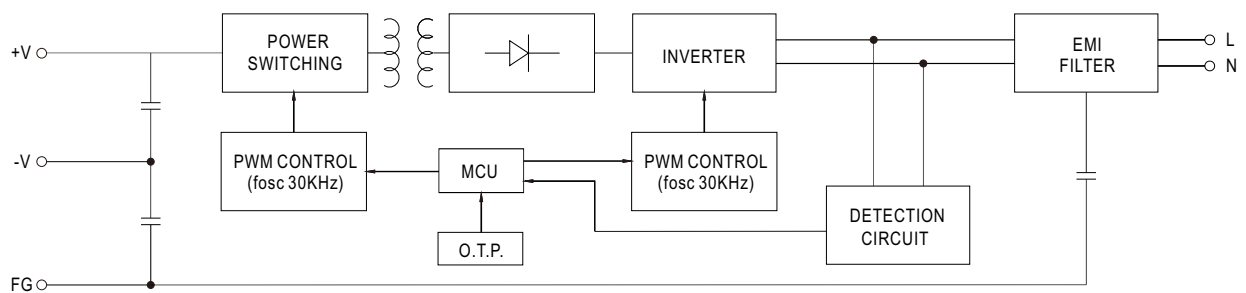 +V
POWER
SWITCHING
INVERTER
EMI
FILTER
L
N
-V
PWM CONTROL
(fosc 30KHz)
MCU
PWM CONTROL
(fosc 30KHz)
DETECTION
CIRCUIT
O.T.P.
FG